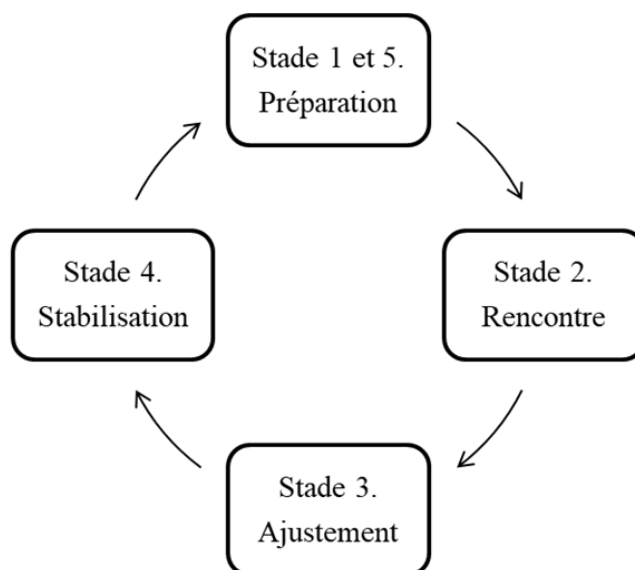 Stade 1 et 5.
Préparation
Stade 2.
Rencontre
Stade 3.
Ajustement
Stade 4.
Stabilisation